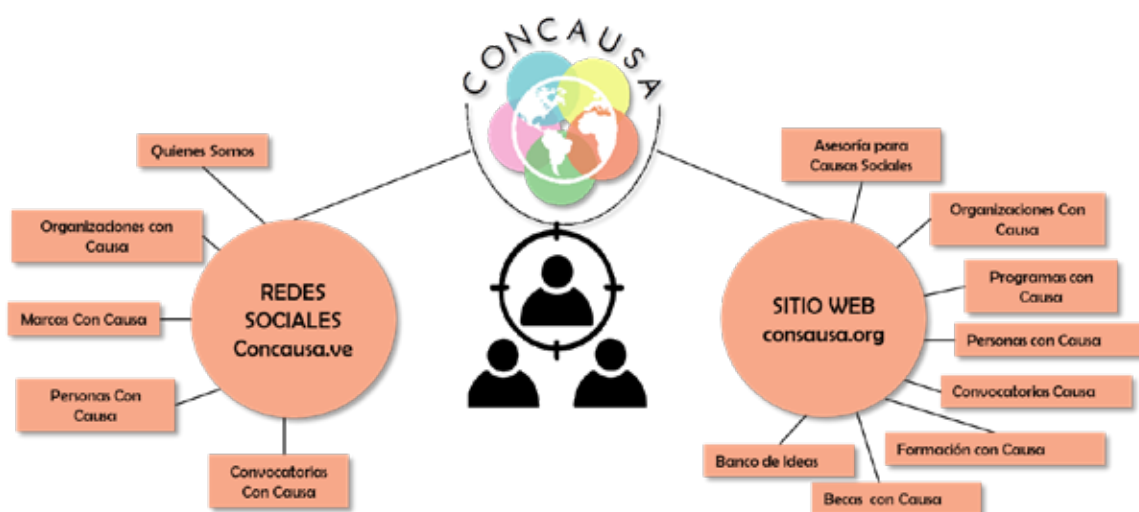 CONCAUSA
Quienes Somos
Organizaciones con
Causa
Marcas Con Causa
Personas Con
Causa
Convocatorias
Con Causa
REDES
SOCIALES
Concausa.ve
Asesoría para
Causas Sociales
Organizaciones Con
Causa
Programas con
Causa
Personas con Causa
Convocatorias Causa
Formación con Causa
Becas con Causa
Banco de Ideas
SITIO WEB
consausa.org